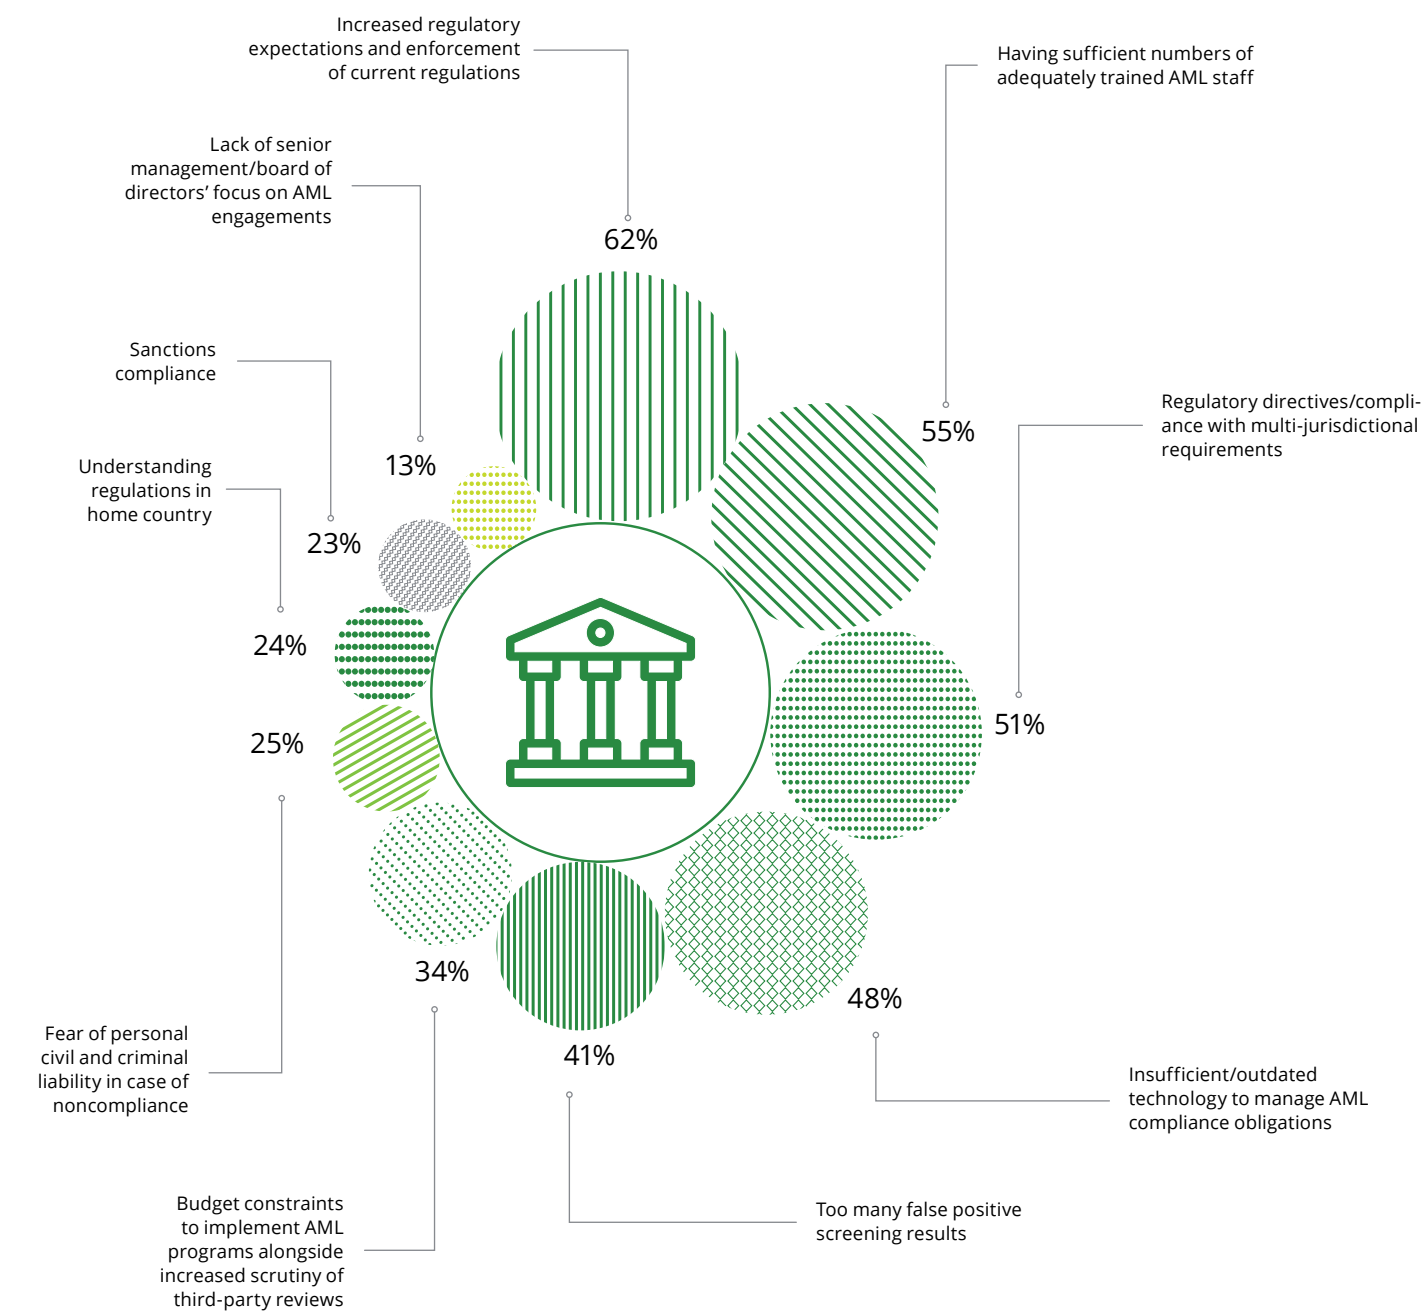 Increased regulatory
expectations and enforcement
of current regulations
62%
Having sufficient numbers of
adequately trained AML staff
55%
Regulatory directives/compli-
ance with multi-jurisdictional
requirements
51%
Insufficient/outdated
technology to manage AML
compliance obligations
48%
Too many false positive
screening results
41%
Budget constraints
to implement AML
programs alongside
increased scrutiny of
third-party reviews
34%
Fear of personal
civil and criminal
liability in case of
noncompliance
25%
Understanding
regulations in
home country
24%
Sanctions
compliance
23%
Lack of senior
management/board of
directors’ focus on AML
engagements
13%